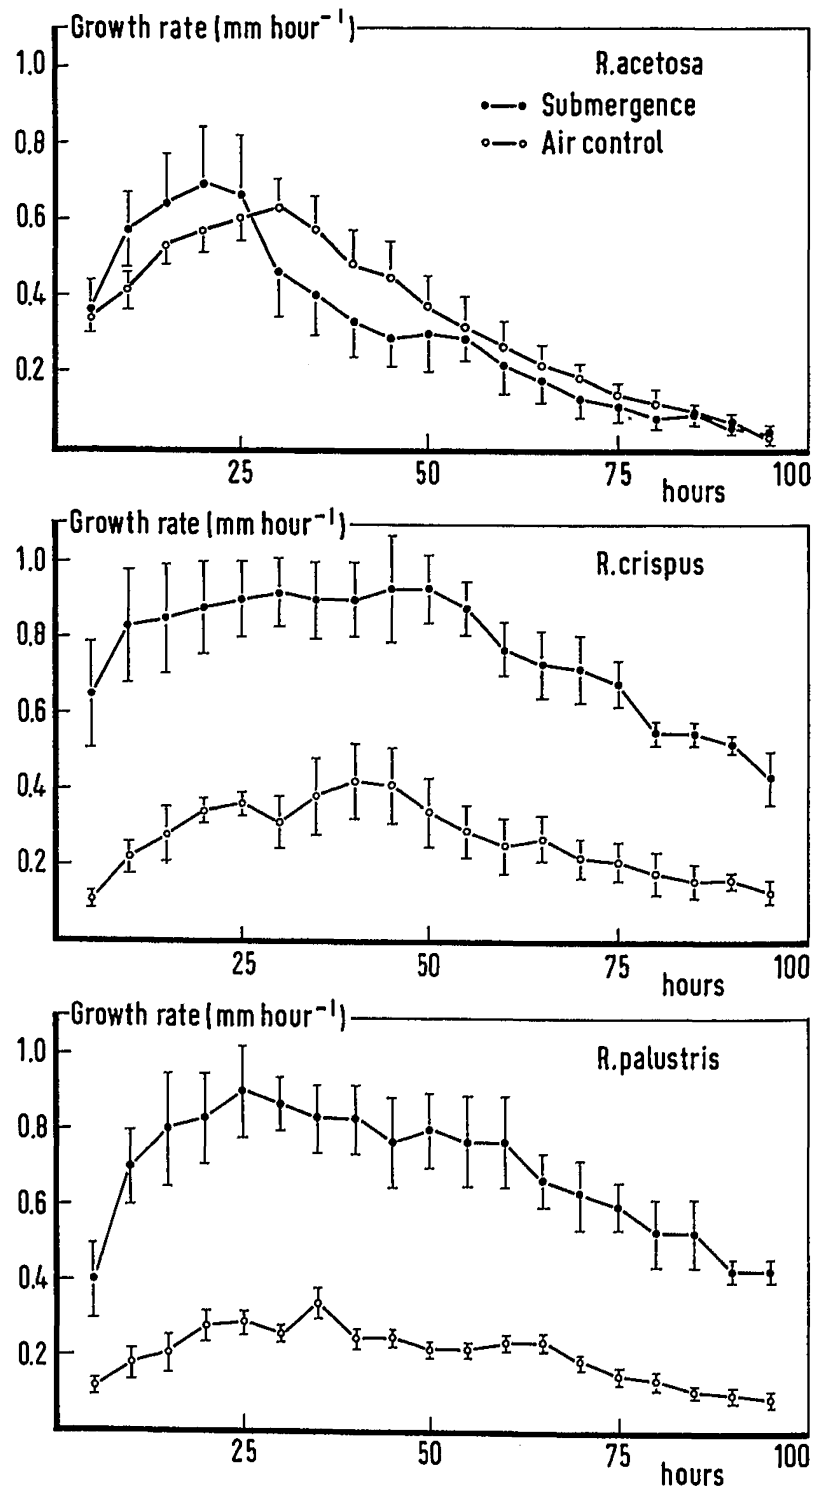 Growth rate (mm hour⁻¹)
R.acetosa
Submergence
Air control
1.0
0.8
0.6
0.4
0.2
25 50 75 100
hours
Growth rate (mm hour⁻¹)
R.crispus
1.0
0.8
0.6
0.4
0.2
25 50 75 100
hours
Growth rate (mm hour⁻¹)
R.palustris
1.0
0.8
0.6
0.4
0.2
25 50 75 100
hours